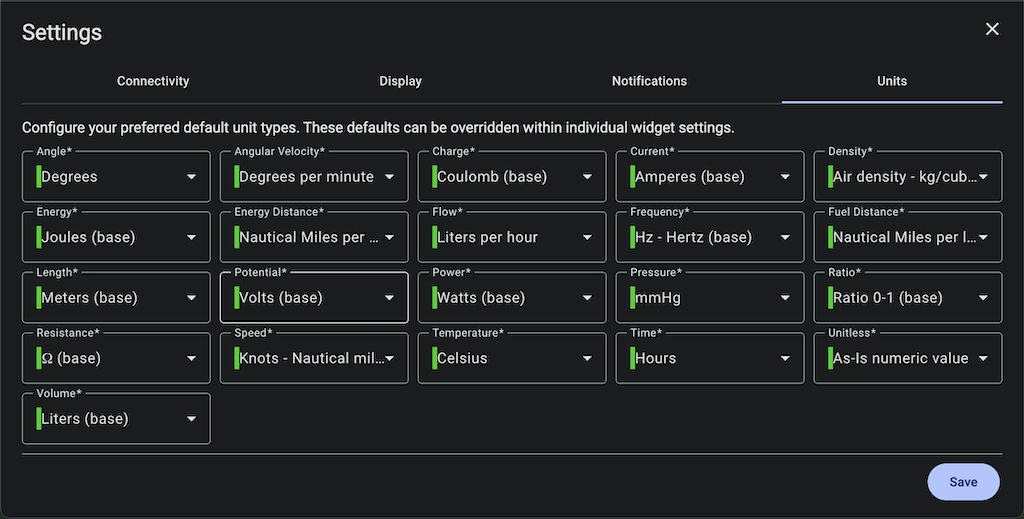 Settings
Connectivity Display Notifications Units
Configure your preferred default unit types. These defaults can be overridden within individual widget settings.
Angle* Angular Velocity* Charge* Current* Density*
Degrees Degrees per minute Coulomb (base) Amperes (base) Air density - kg/cub...
Energy* Energy Distance* Flow* Frequency* Fuel Distance*
Joules (base) Nautical Miles per ... Liters per hour Hz - Hertz (base) Nautical Miles per l...
Length* Potential* Power* Pressure* Ratio*
Meters (base) Volts (base) Watts (base) mmHg Ratio 0-1 (base)
Resistance* Speed* Temperature* Time* Unitless*
Ω (base) Knots - Nautical mil... Celsius Hours As-Is numeric value
Volume*
Liters (base)
Save